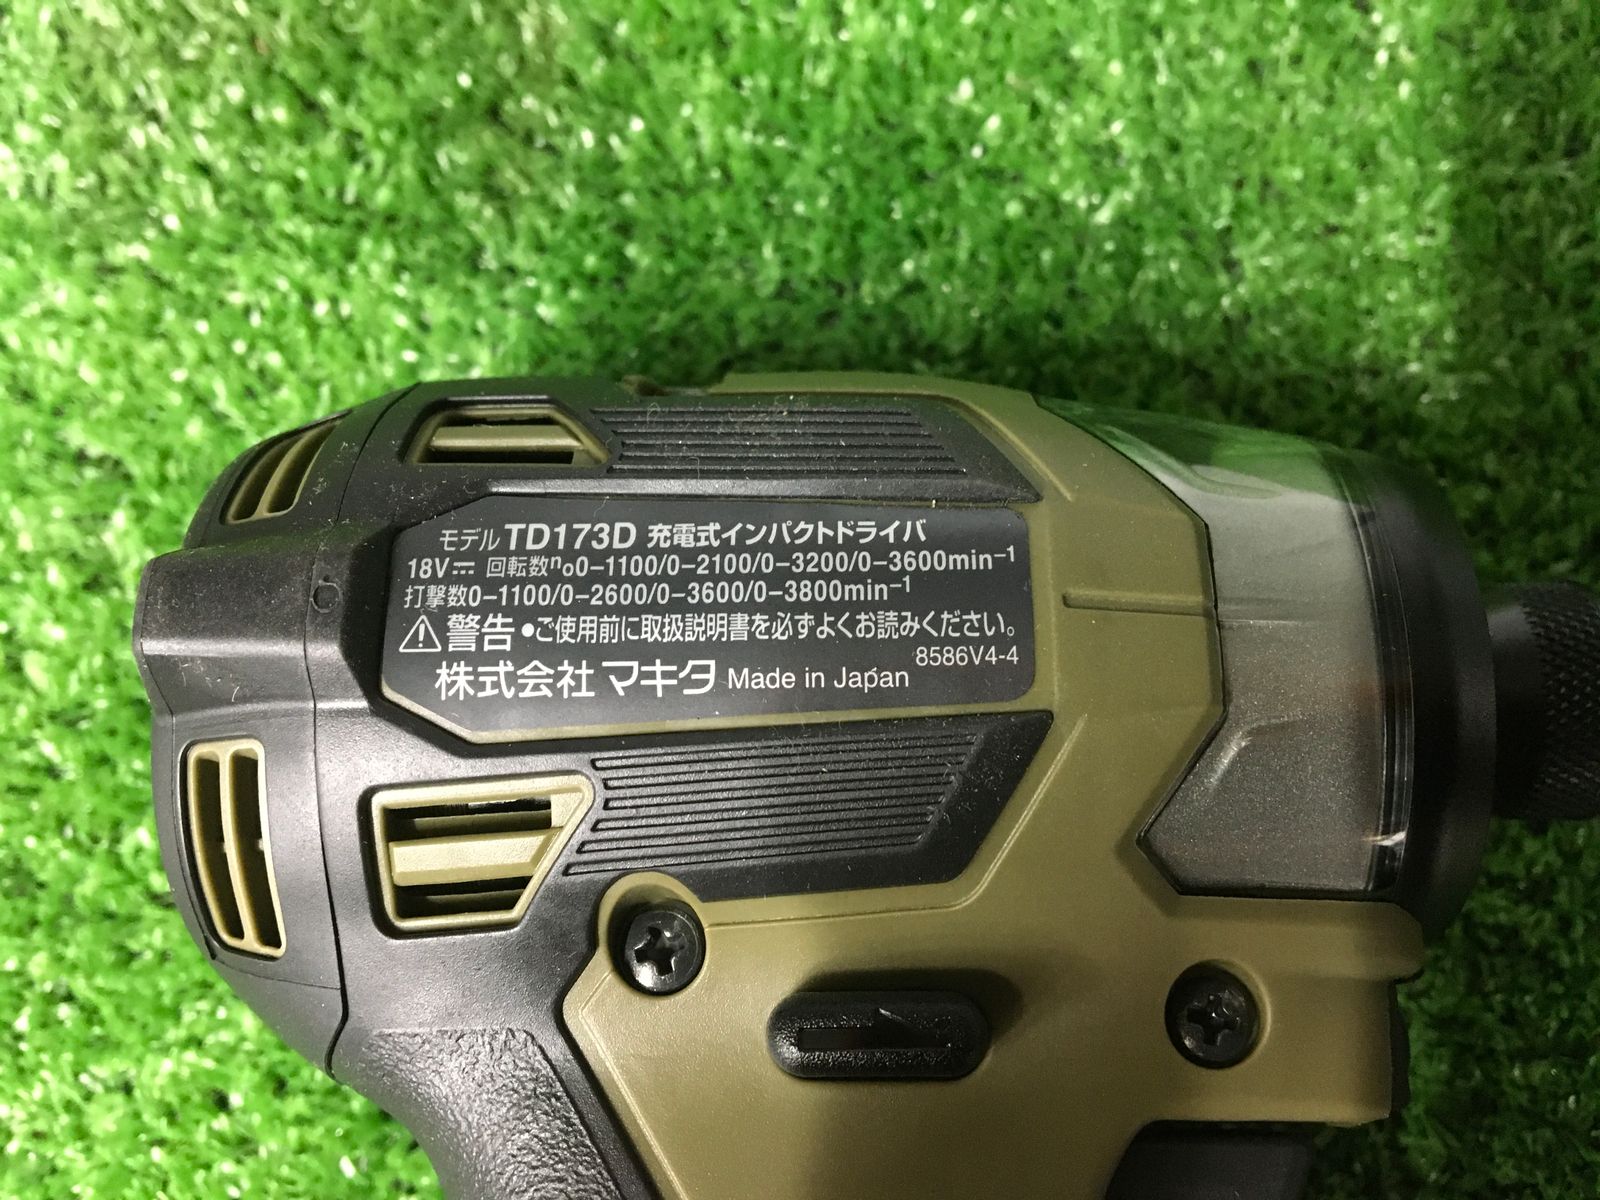 モデル TD173D 充電式インパクトドライバ
18V⎓ 回転数n₀0−1100/0−2100/0−3200/0−3600min⁻¹
打撃数0−1100/0−2600/0−3600/0−3800min⁻¹
⚠警告 ●ご使用前に取扱説明書を必ずよくお読みください。
8586V4-4
株式会社 マキタ Made in Japan